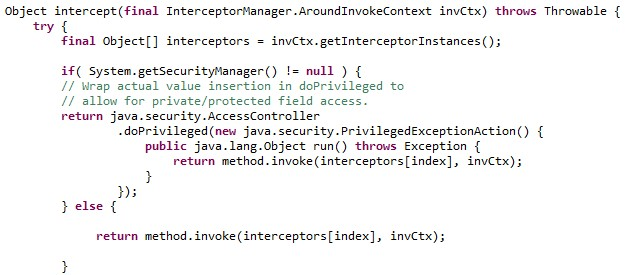 Object intercept(final InterceptorManager.AroundInvokeContext invCtx) throws Throwable {
    try {
        final Object[] interceptors = invCtx.getInterceptorInstances();

        if( System.getSecurityManager() != null ) {
        // Wrap actual value insertion in doPrivileged to
        // allow for private/protected field access.
        return java.security.AccessController
                .doPrivileged(new java.security.PrivilegedExceptionAction() {
                    public java.lang.Object run() throws Exception {
                        return method.invoke(interceptors[index], invCtx);
                    }
                });
        } else {

             return method.invoke(interceptors[index], invCtx);

        }